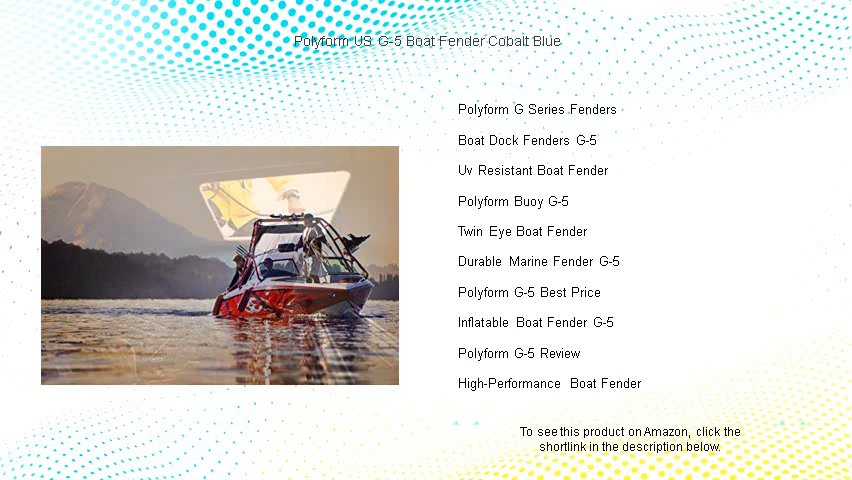 Polyform US G-5 Boat Fender Cobalt Blue
Polyform G Series Fenders
Boat Dock Fenders G-5
Uv Resistant Boat Fender
Polyform Buoy G-5
Twin Eye Boat Fender
Durable Marine Fender G-5
Polyform G-5 Best Price
Inflatable Boat Fender G-5
Polyform G-5 Review
High-Performance Boat Fender
To see this product on Amazon, click the
shortlink in the description below.